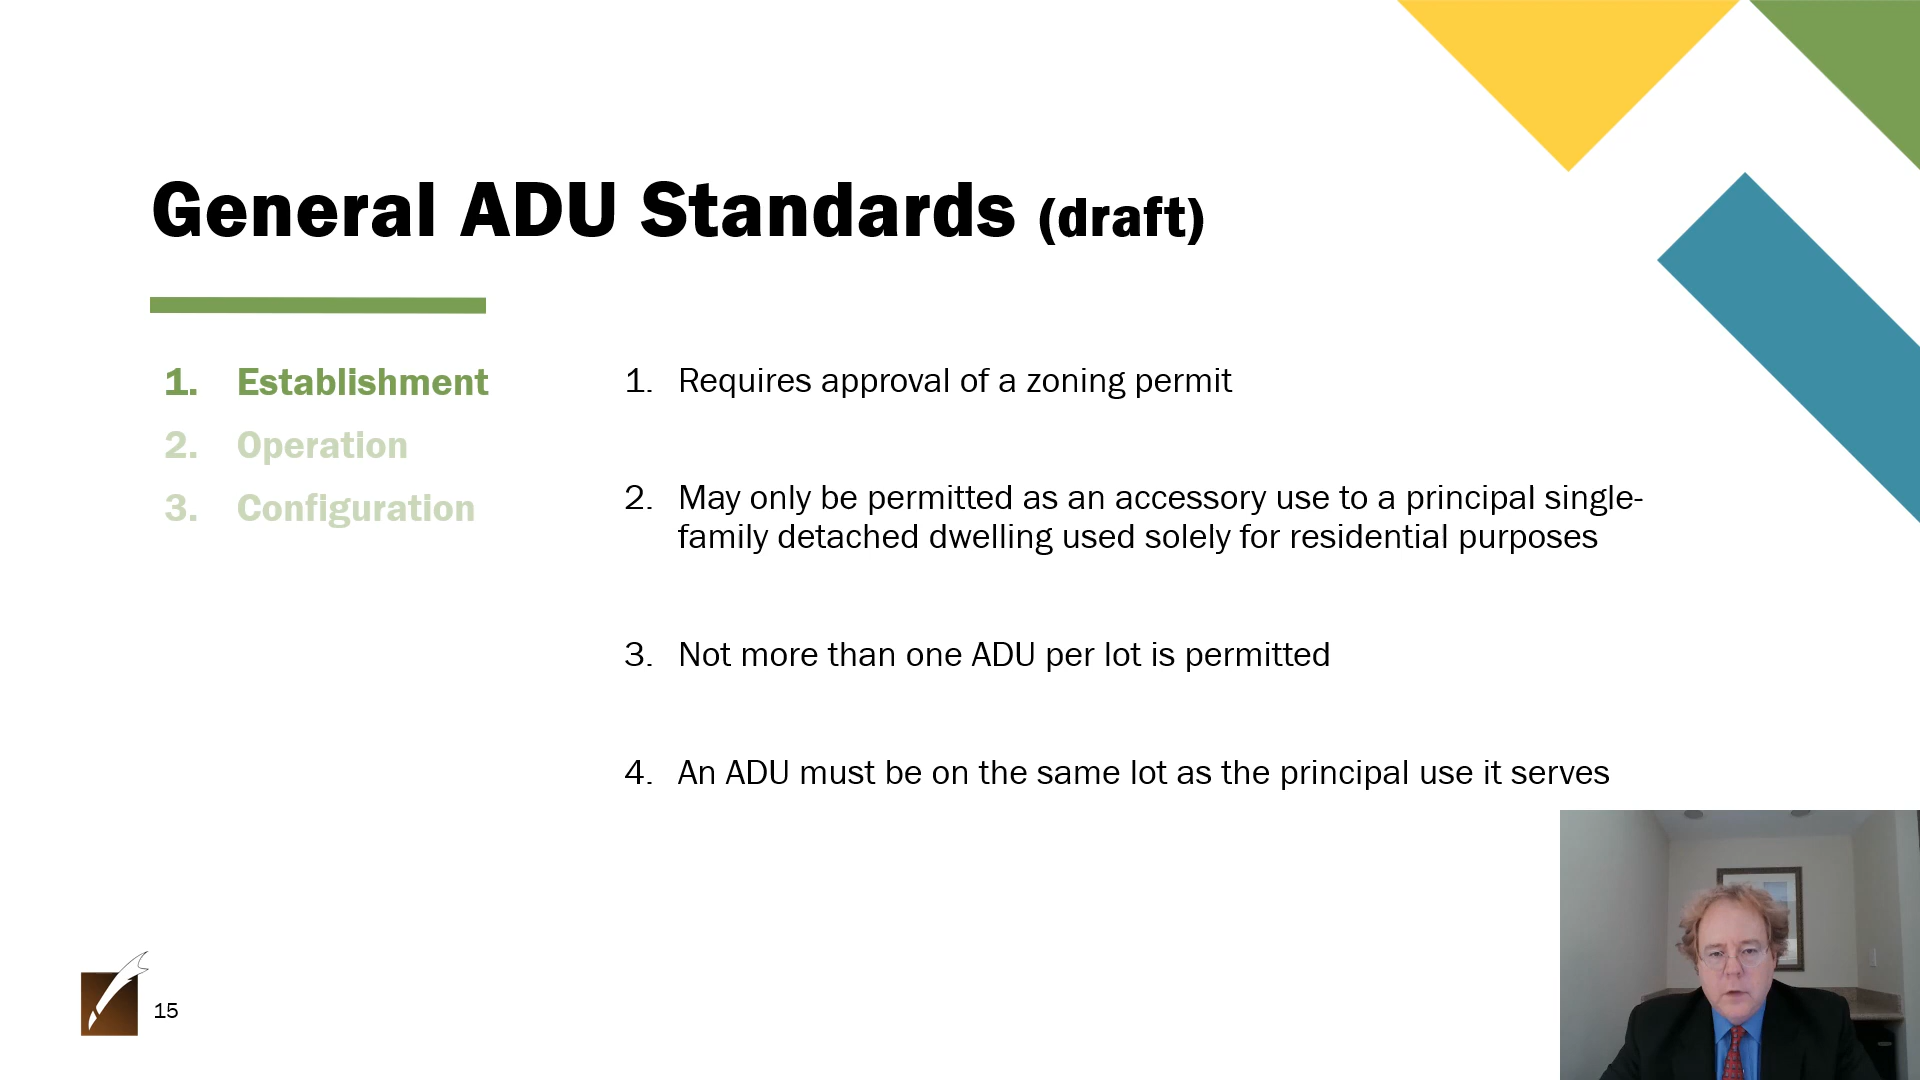 General ADU Standards (draft)
1. Establishment
2. Operation
3. Configuration
1. Requires approval of a zoning permit
2. May only be permitted as an accessory use to a principal single-
family detached dwelling used solely for residential purposes
3. Not more than one ADU per lot is permitted
4. An ADU must be on the same lot as the principal use it serves
15